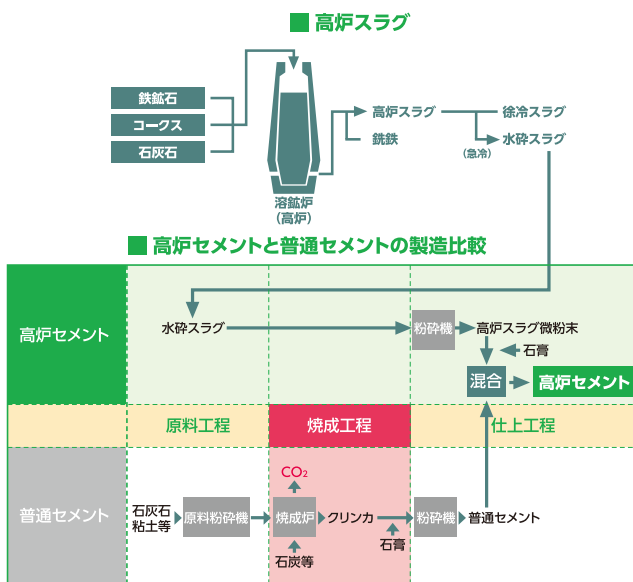 高炉スラグ
鉄鉱石
コークス
石灰石
溶鉱炉
(高炉)
高炉スラグ
銑鉄
徐冷スラグ
(急冷)
水砕スラグ
高炉セメントと普通セメントの製造比較
高炉セメント
水砕スラグ
粉砕機
高炉スラグ微粉末
石膏
混合
高炉セメント
原料工程
焼成工程
仕上工程
普通セメント
石灰石
粘土等
原料粉砕機
CO₂
焼成炉
石炭等
クリンカ
石膏
粉砕機
普通セメント